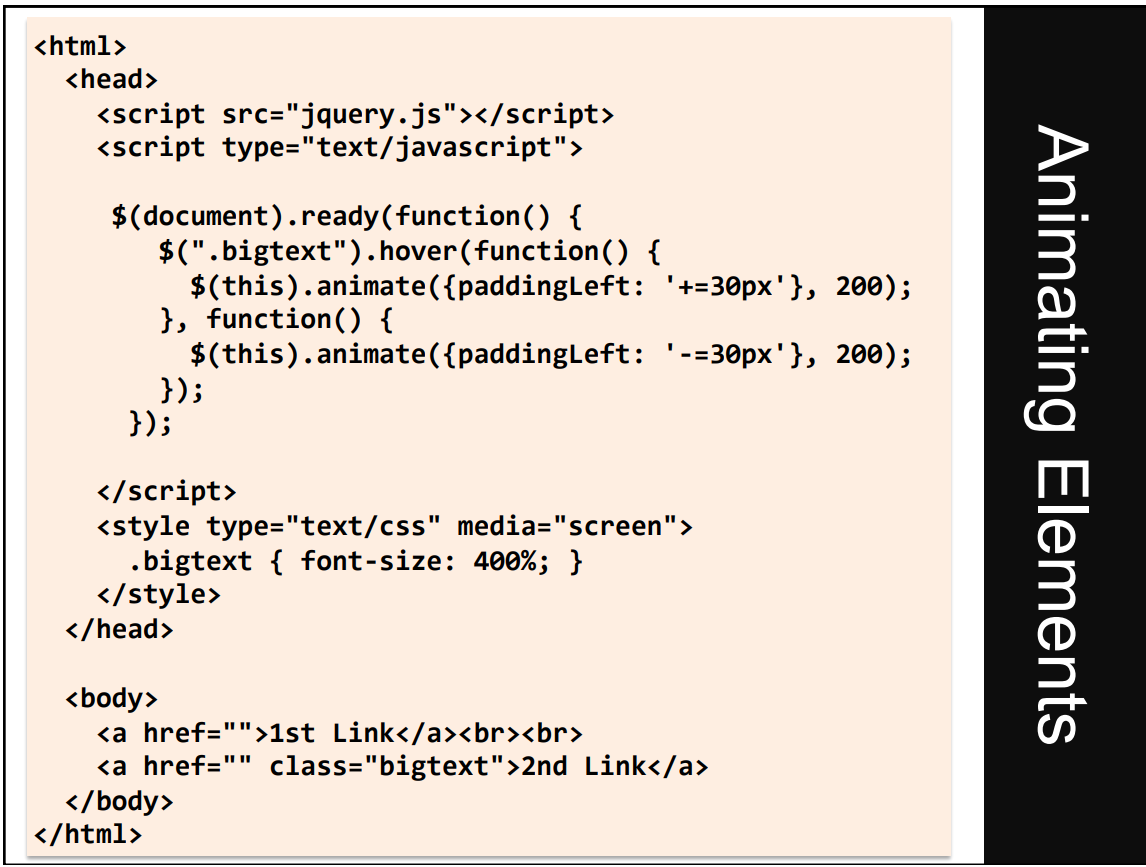 <html>
  <head>
    <script src="jquery.js"></script>
    <script type="text/javascript">
     $(document).ready(function() {
        $(".bigtext").hover(function() {
          $(this).animate({paddingLeft: '+=30px'}, 200);
        }, function() {
          $(this).animate({paddingLeft: '-=30px'}, 200);
        });
      });
    </script>
    <style type="text/css" media="screen">
      .bigtext { font-size: 400%; }
    </style>
  </head>
  <body>
    <a href="">1st Link</a><br><br>
    <a href="" class="bigtext">2nd Link</a>
  </body>
</html>
Animating Elements